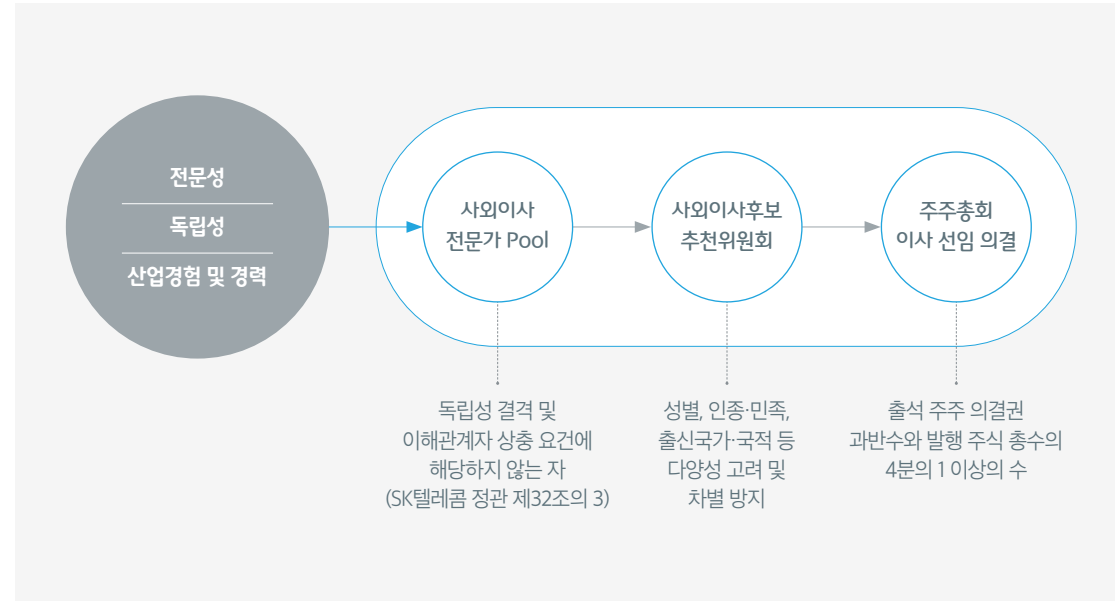 전문성
독립성
산업경험 및 경력
사외이사
전문가 Pool
사외이사후보
추천위원회
주주총회
이사 선임 의결
독립성 결격 및
이해관계자 상충 요건에
해당하지 않는 자
(SK텔레콤 정관 제32조의 3)
성별, 인종·민족,
출신국가·국적 등
다양성 고려 및
차별 방지
출석 주주 의결권
과반수와 발행 주식 총수의
4분의 1 이상의 수